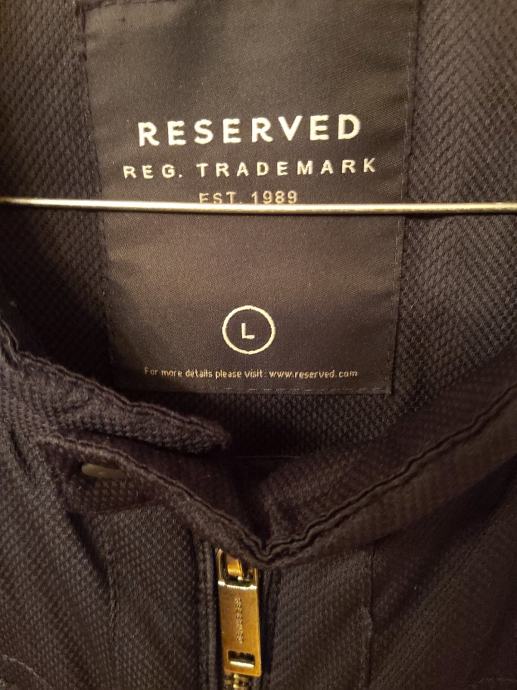 RESERVED
REG. TRADEMARK
EST. 1989
L
For more details please visit: www.reserved.com